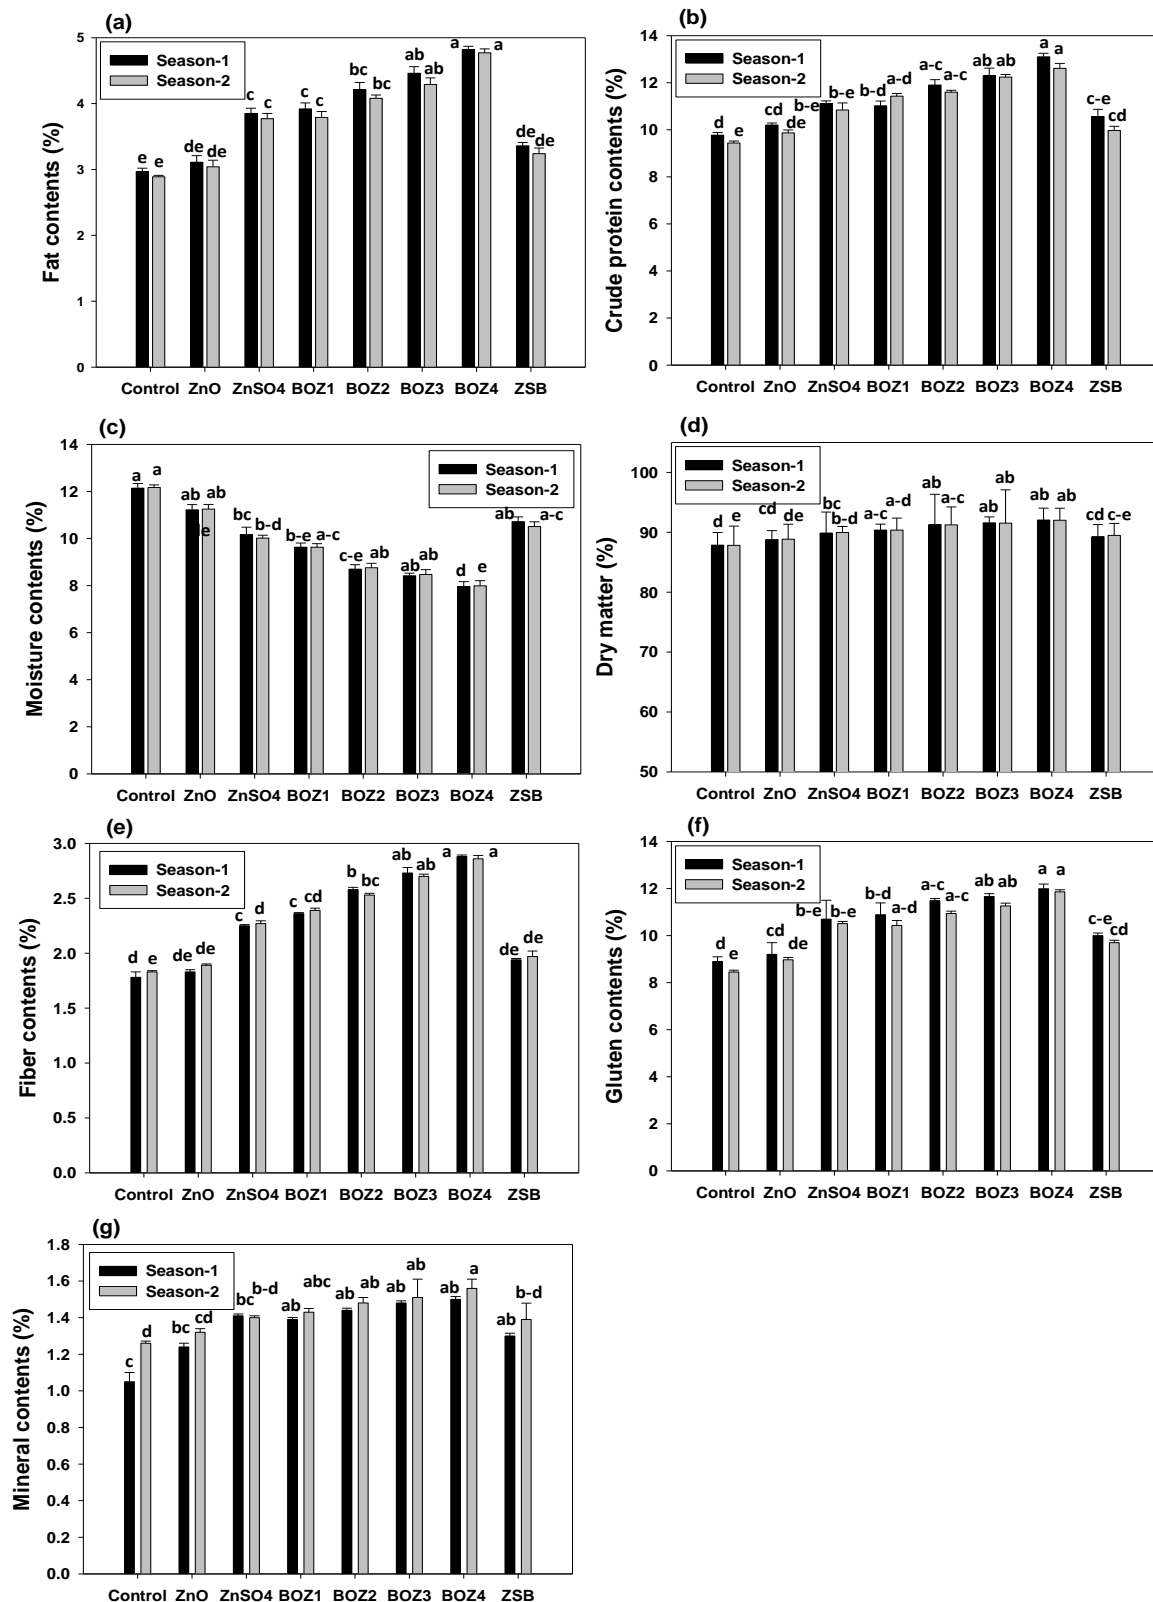 (a)
Fat contents (%)
5
4
3
2
1
0
Season-1
Season-2
e e de de c c c c bc bc ab ab a a de de
Control ZnO ZnSO4 BOZ1 BOZ2 BOZ3 BOZ4 ZSB
(b)
Crude protein contents (%)
14
12
10
8
6
4
2
0
Season-1
Season-2
d e cd de b-e b-e b-d a-d a-c a-c ab ab a a c-e cd
Control ZnO ZnSO4 BOZ1 BOZ2 BOZ3 BOZ4 ZSB
(c)
Moisture contents (%)
14
12
10
8
6
4
2
0
Season-1
Season-2
a a ab ab de bc b-d b-e a-c c-e ab ab ab d e ab a-c
Control ZnO ZnSO4 BOZ1 BOZ2 BOZ3 BOZ4 ZSB
(d)
Dry matter (%)
100
90
80
70
60
50
Season-1
Season-2
d e cd de bc b-d a-c a-d ab a-c ab ab ab ab cd c-e
Control ZnO ZnSO4 BOZ1 BOZ2 BOZ3 BOZ4 ZSB
(e)
Fiber contents (%)
3.0
2.5
2.0
1.5
1.0
0.5
0.0
Season-1
Season-2
d e de de c d c cd b bc ab ab a a de de
Control ZnO ZnSO4 BOZ1 BOZ2 BOZ3 BOZ4 ZSB
(f)
Gluten contents (%)
14
12
10
8
6
4
2
0
Season-1
Season-2
d e cd de b-e b-e b-d a-d a-c a-c ab ab a a c-e cd
Control ZnO ZnSO4 BOZ1 BOZ2 BOZ3 BOZ4 ZSB
(g)
Mineral contents (%)
1.8
1.6
1.4
1.2
1.0
0.8
0.6
0.4
0.2
0.0
Season-1
Season-2
c d bc cd bc b-d ab abc ab ab ab ab ab a ab b-d
Control ZnO ZnSO4 BOZ1 BOZ2 BOZ3 BOZ4 ZSB